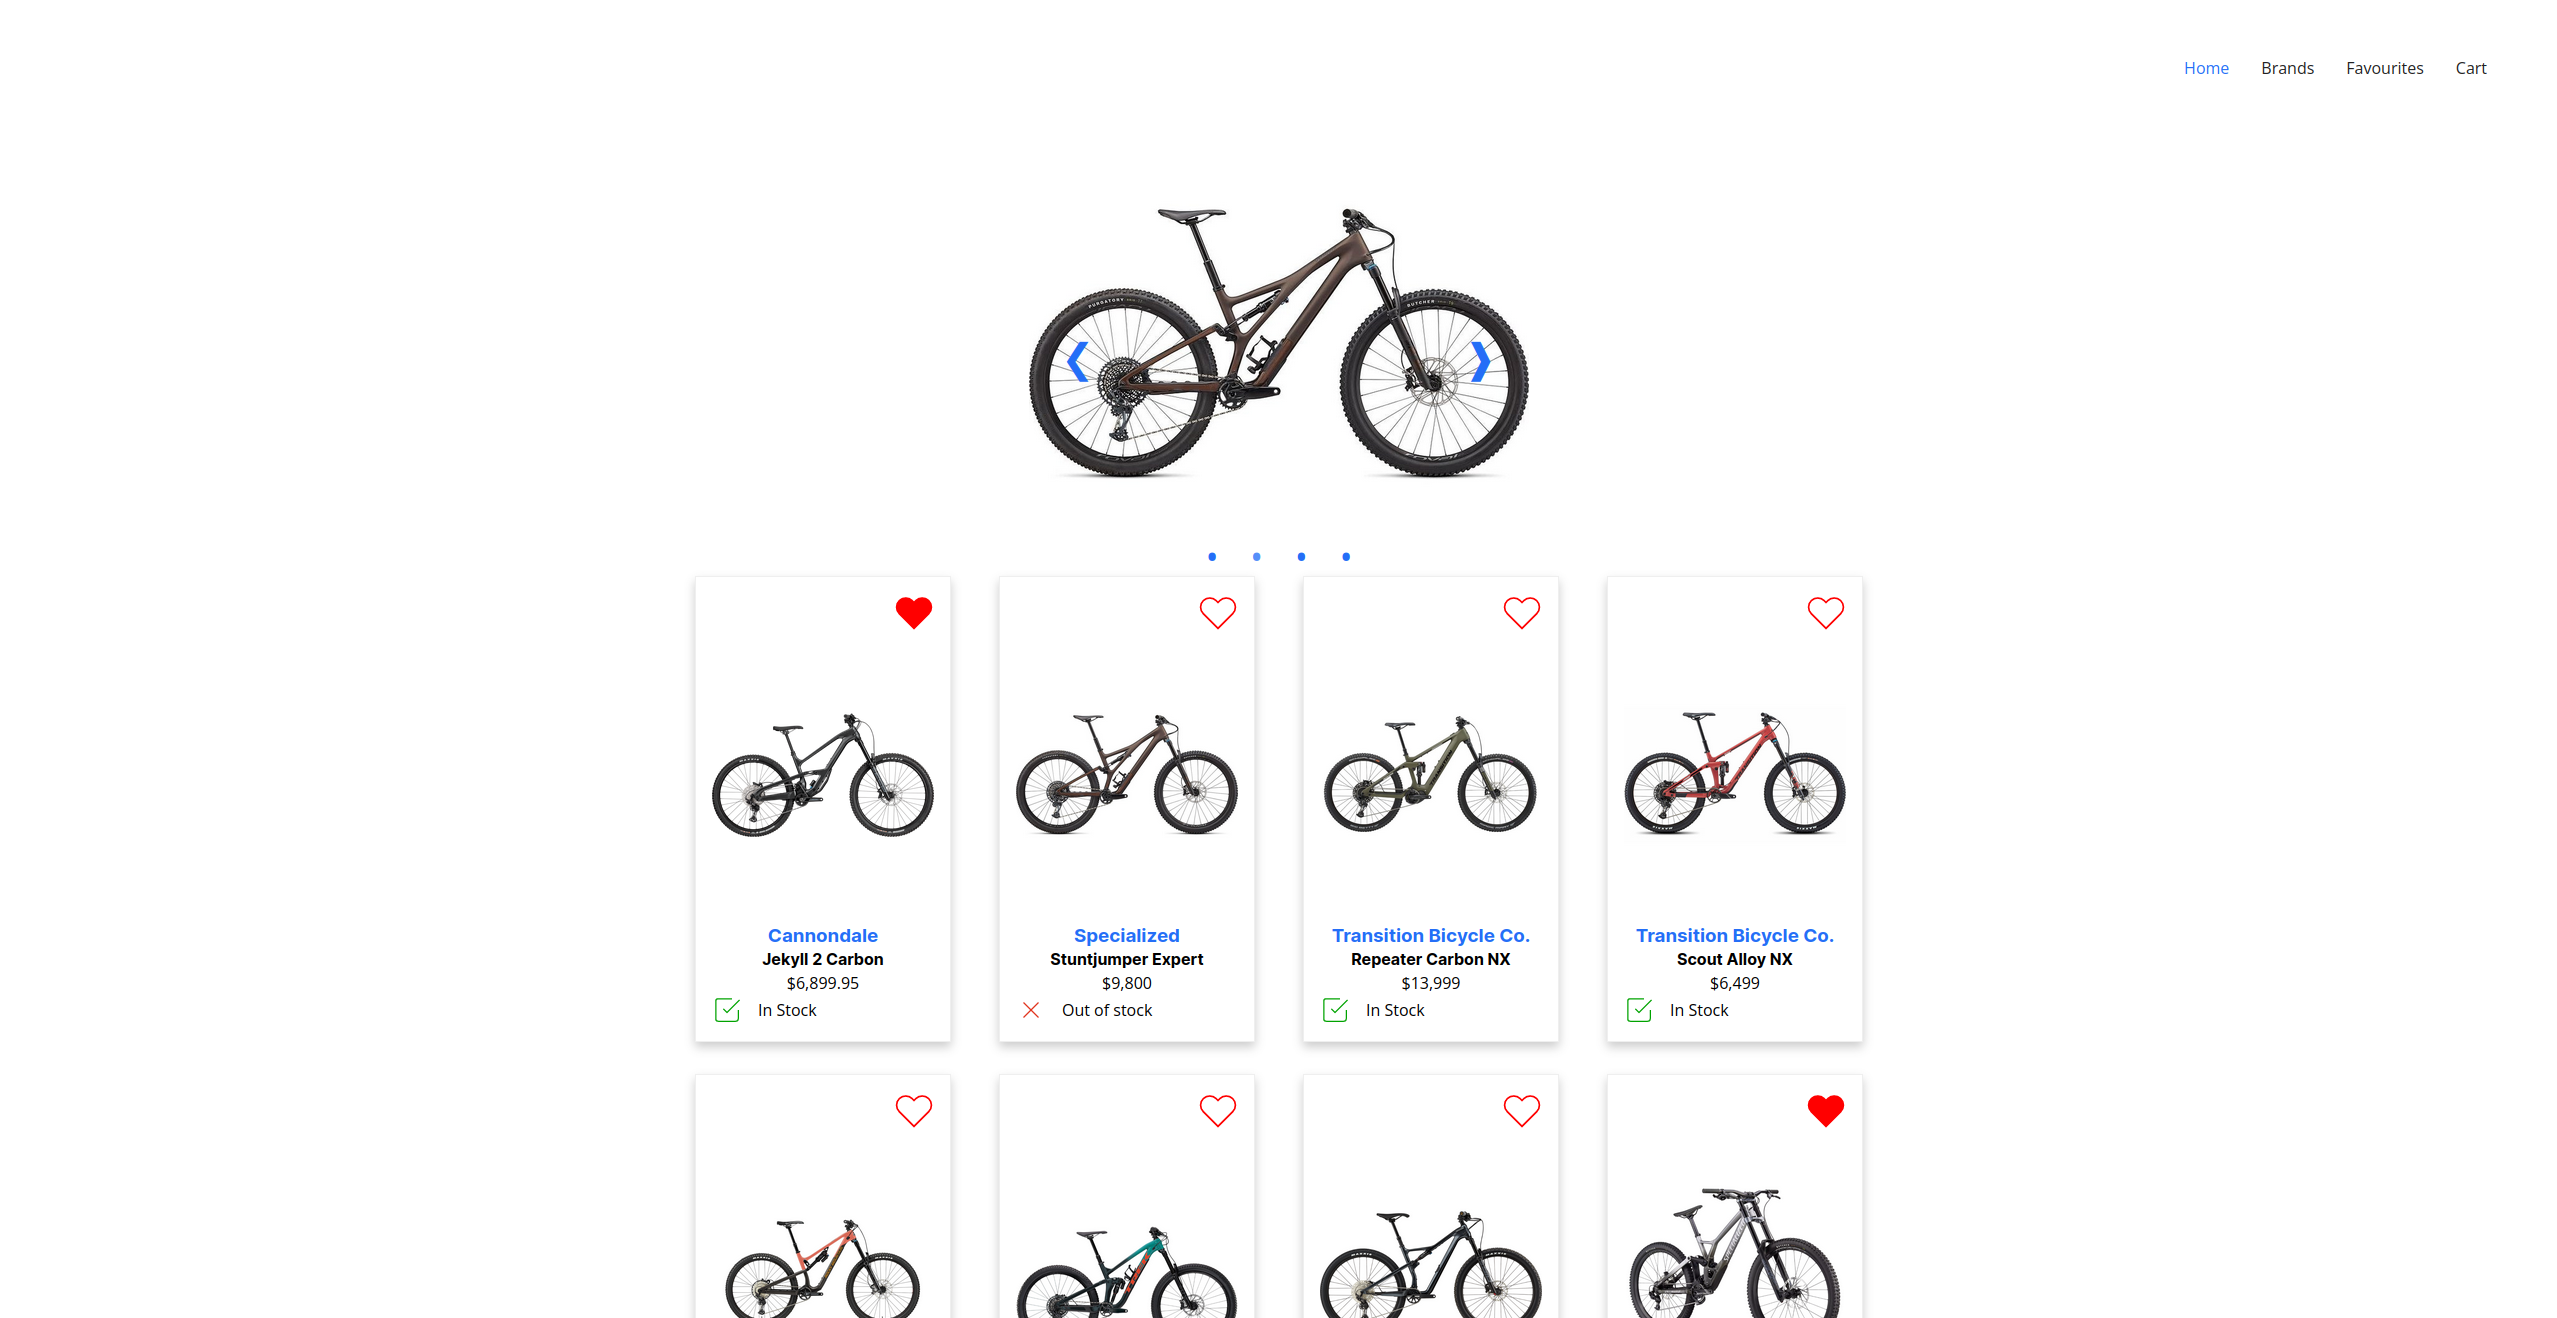 Home Brands Favourites Cart
PURGATORY
BUTCHER
Cannondale
Jekyll 2 Carbon
$6,899.95
In Stock
Specialized
Stuntjumper Expert
$9,800
Out of stock
Transition Bicycle Co.
Repeater Carbon NX
$13,999
In Stock
Transition Bicycle Co.
Scout Alloy NX
$6,499
In Stock